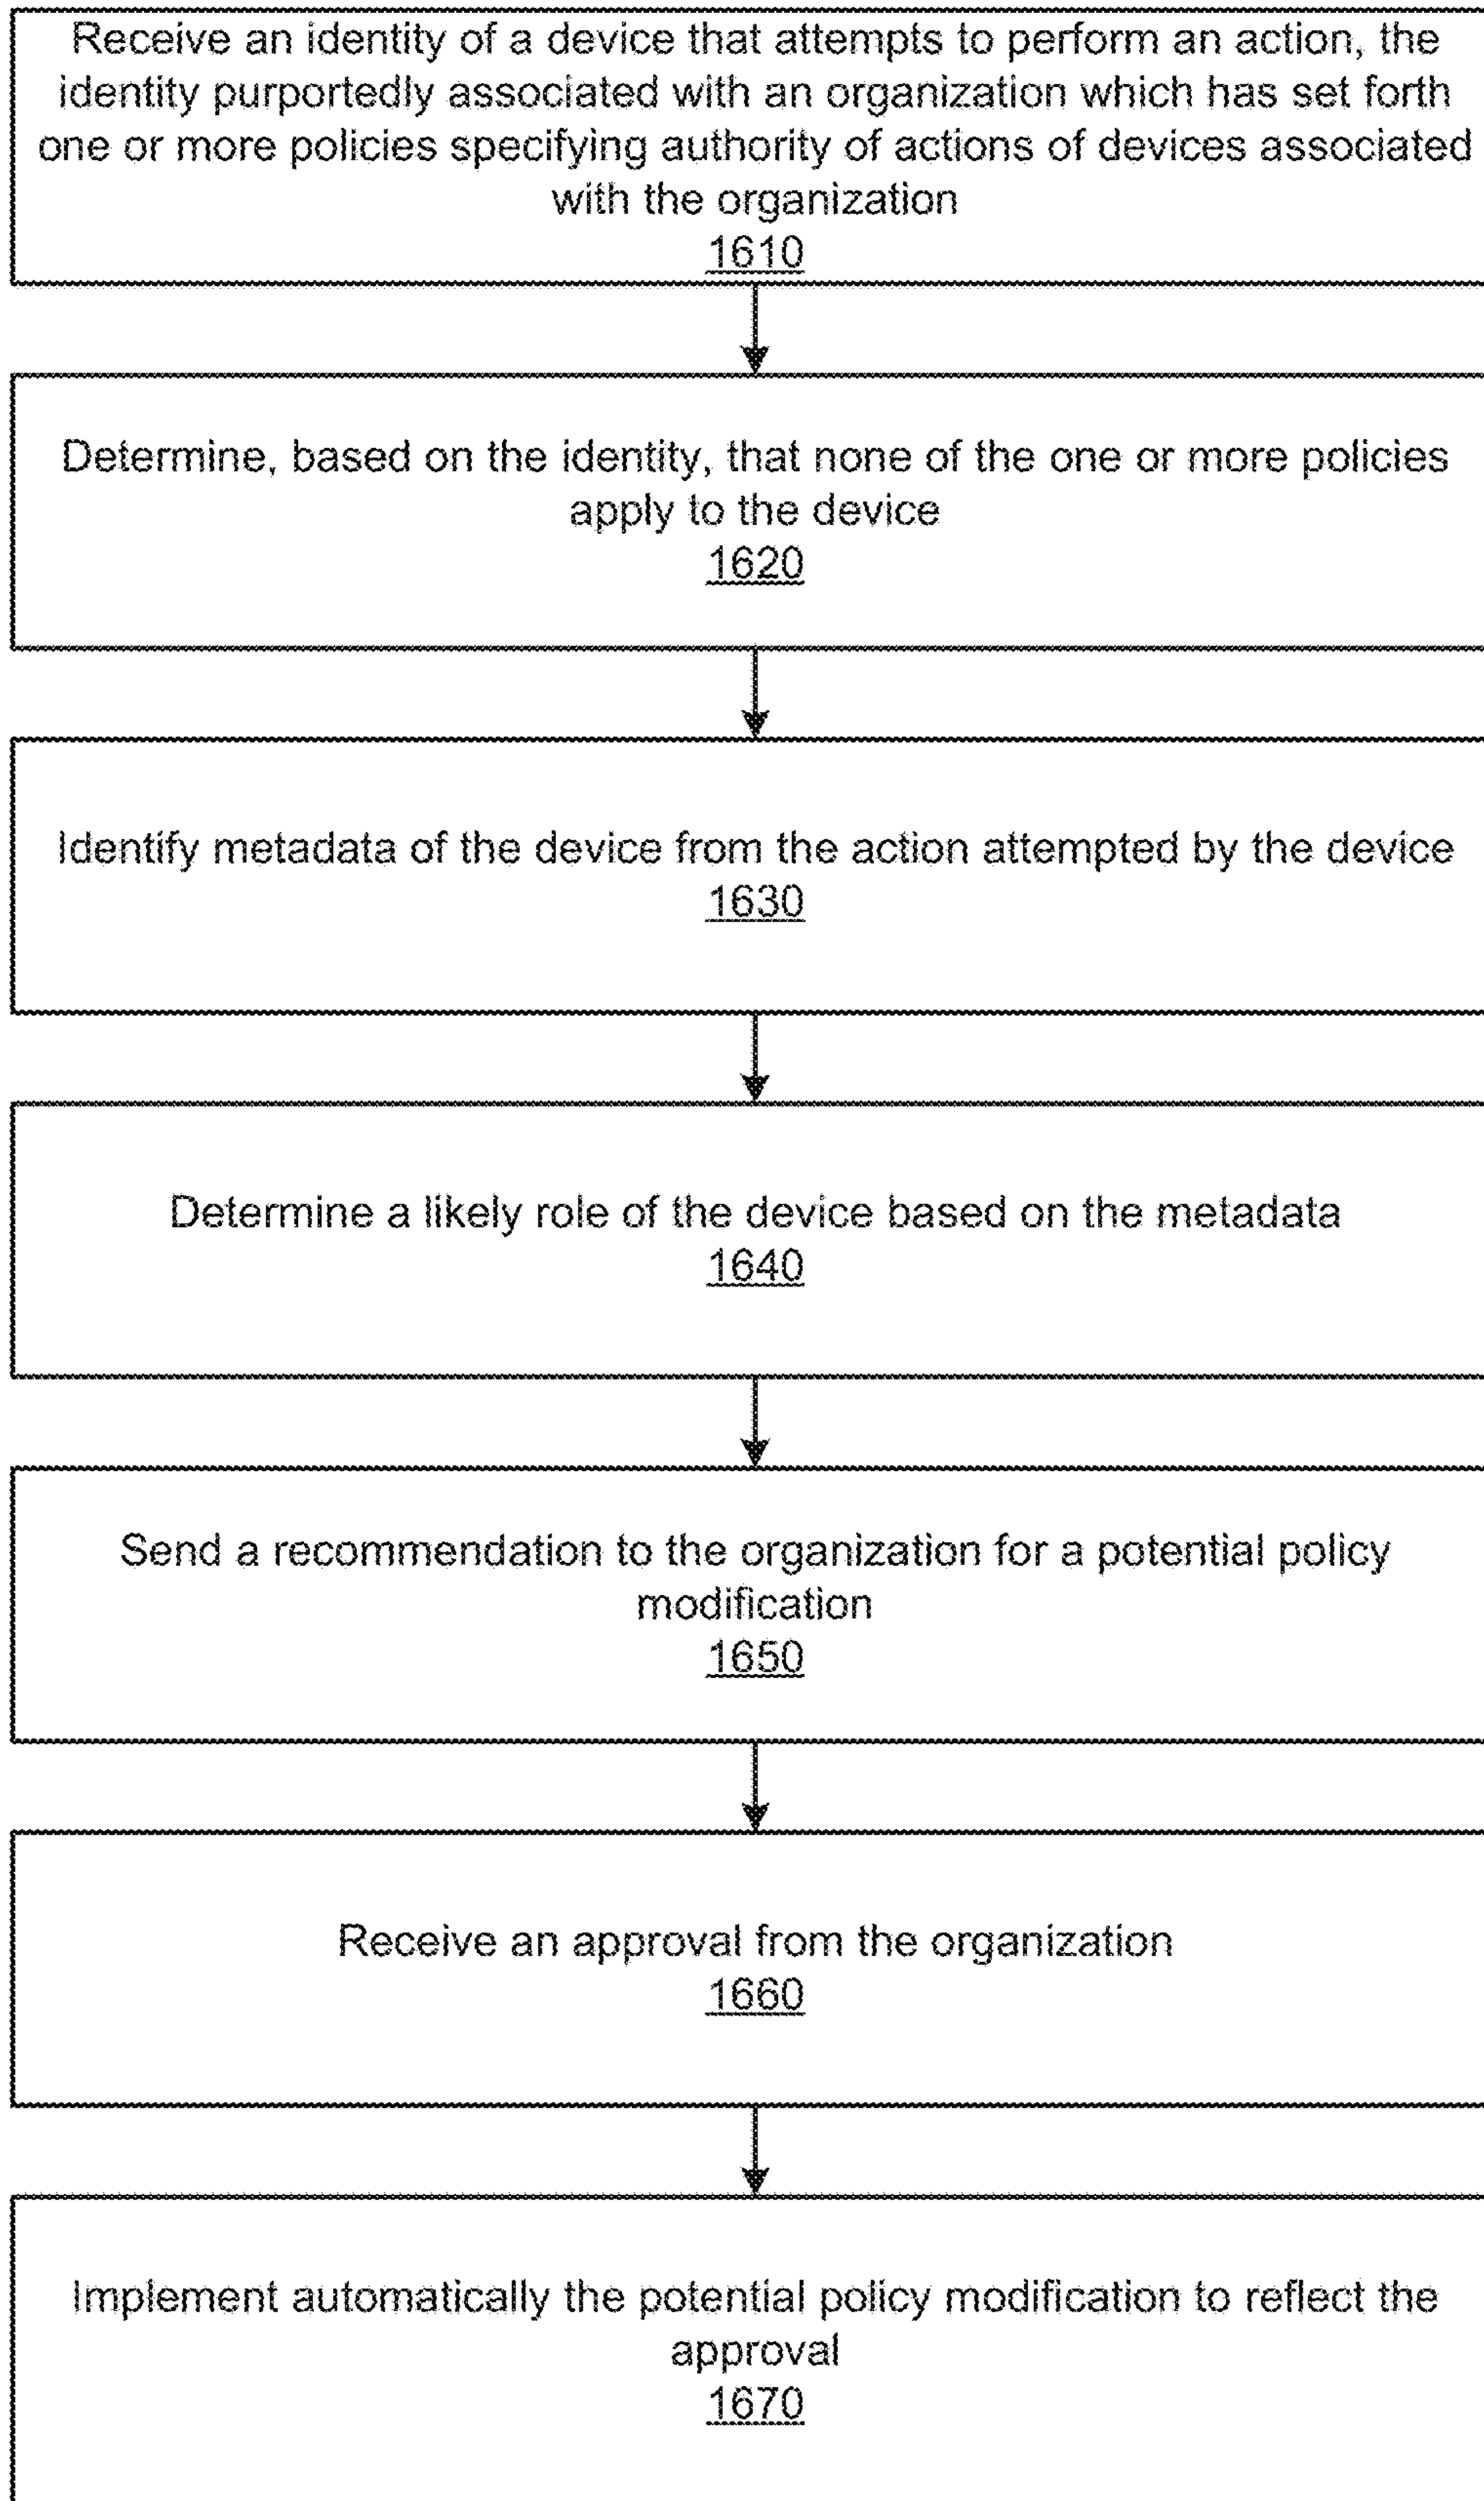 Receive an identity of a device that attempts to perform an action, the
identity purportedly associated with an organization which has set forth
one or more policies specifying authority of actions of devices associated
with the organization
1610
Determine, based on the identity, that none of the one or more policies
apply to the device
1620
Identify metadata of the device from the action attempted by the device
1630
Determine a likely role of the device based on the metadata
1640
Send a recommendation to the organization for a potential policy
modification
1650
Receive an approval from the organization
1660
Implement automatically the potential policy modification to reflect the
approval
1670